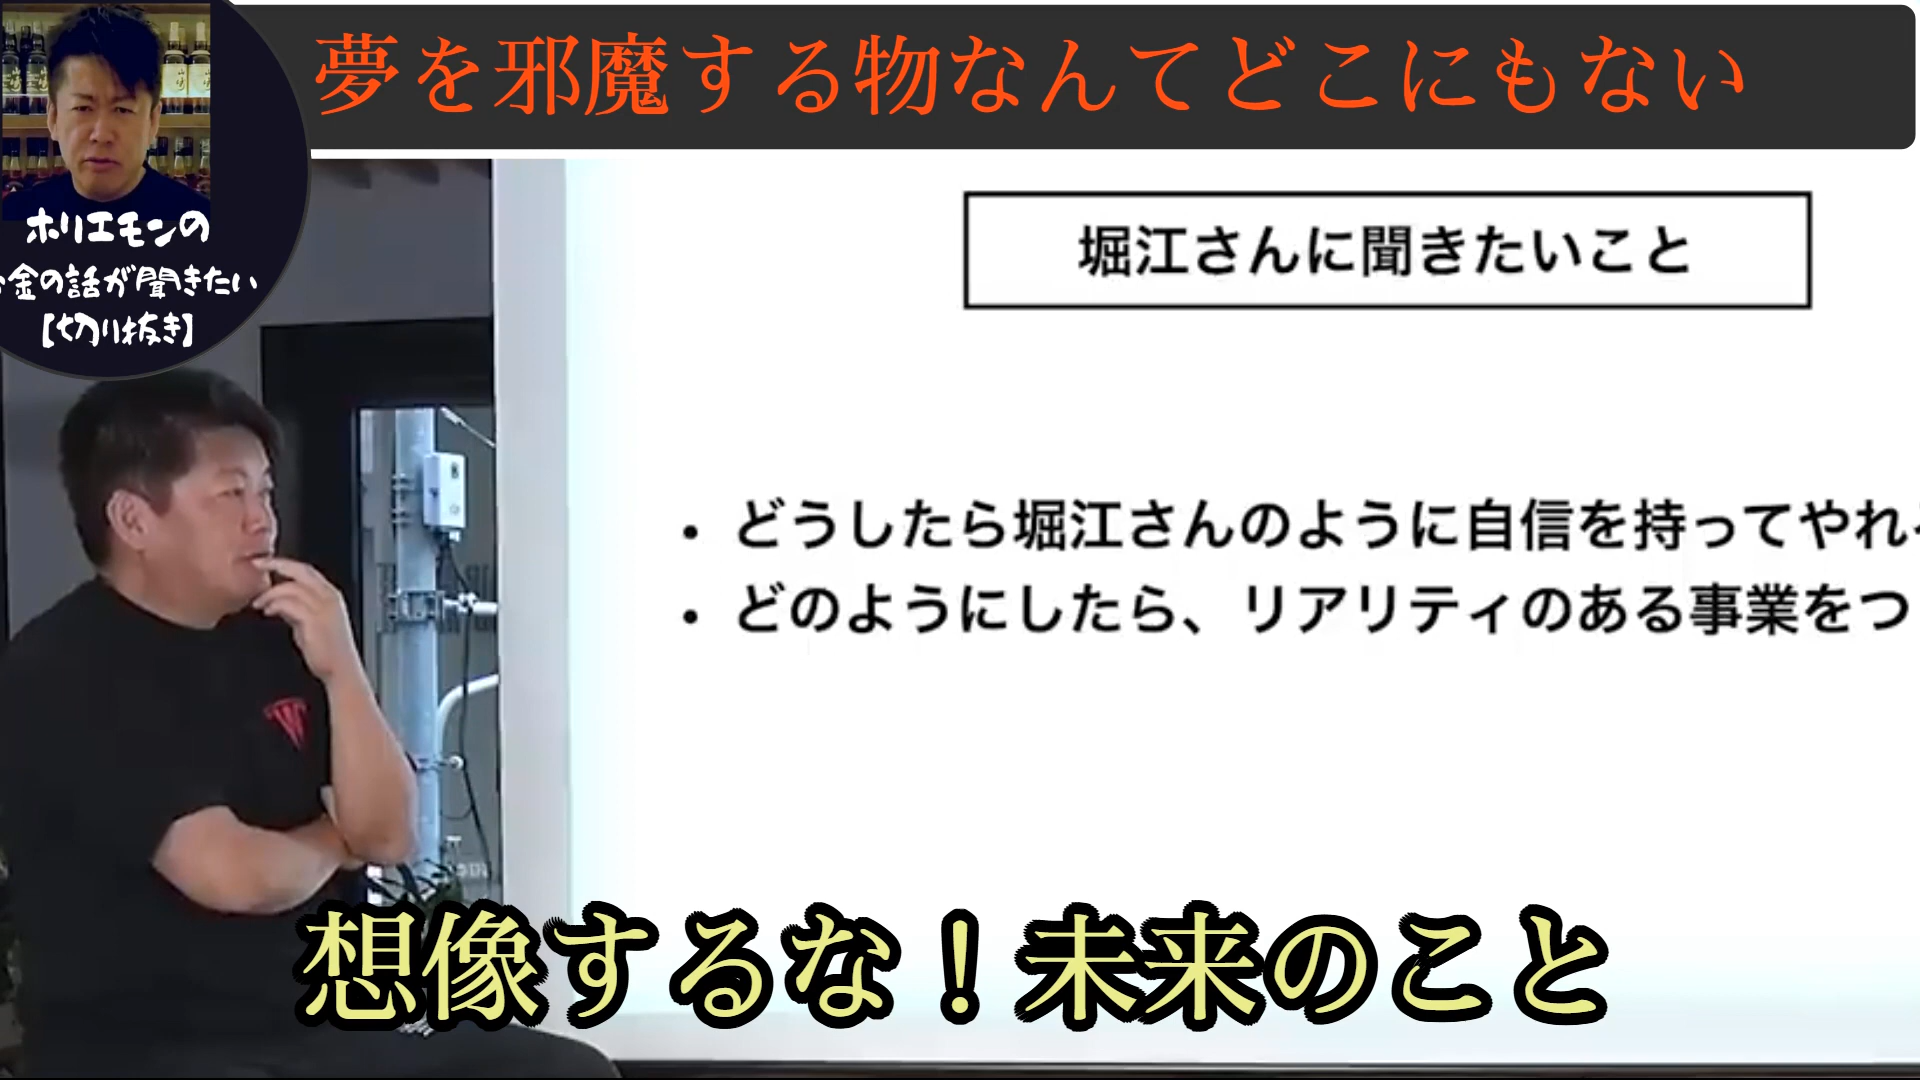 夢を邪魔する物なんてどこにもない
ホリエモンの
金の話が聞きたい
【切り抜き】
堀江さんに聞きたいこと
・どうしたら堀江さんのように自信を持ってやれ
・どのようにしたら、リアリティのある事業をつ
想像するな！未来のこと